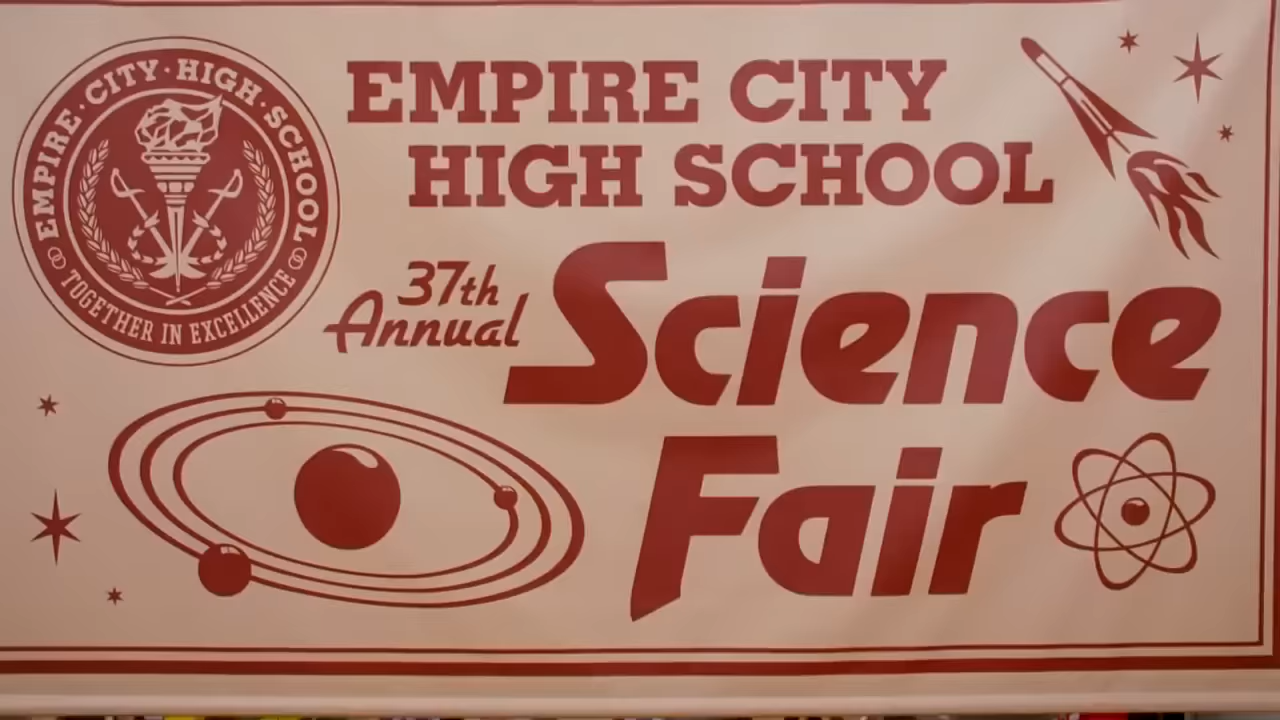 EMPIRE·CITY·HIGH·SCHOOL
TOGETHER IN EXCELLENCE
EMPIRE CITY
HIGH SCHOOL
37th
Annual
Science
Fair